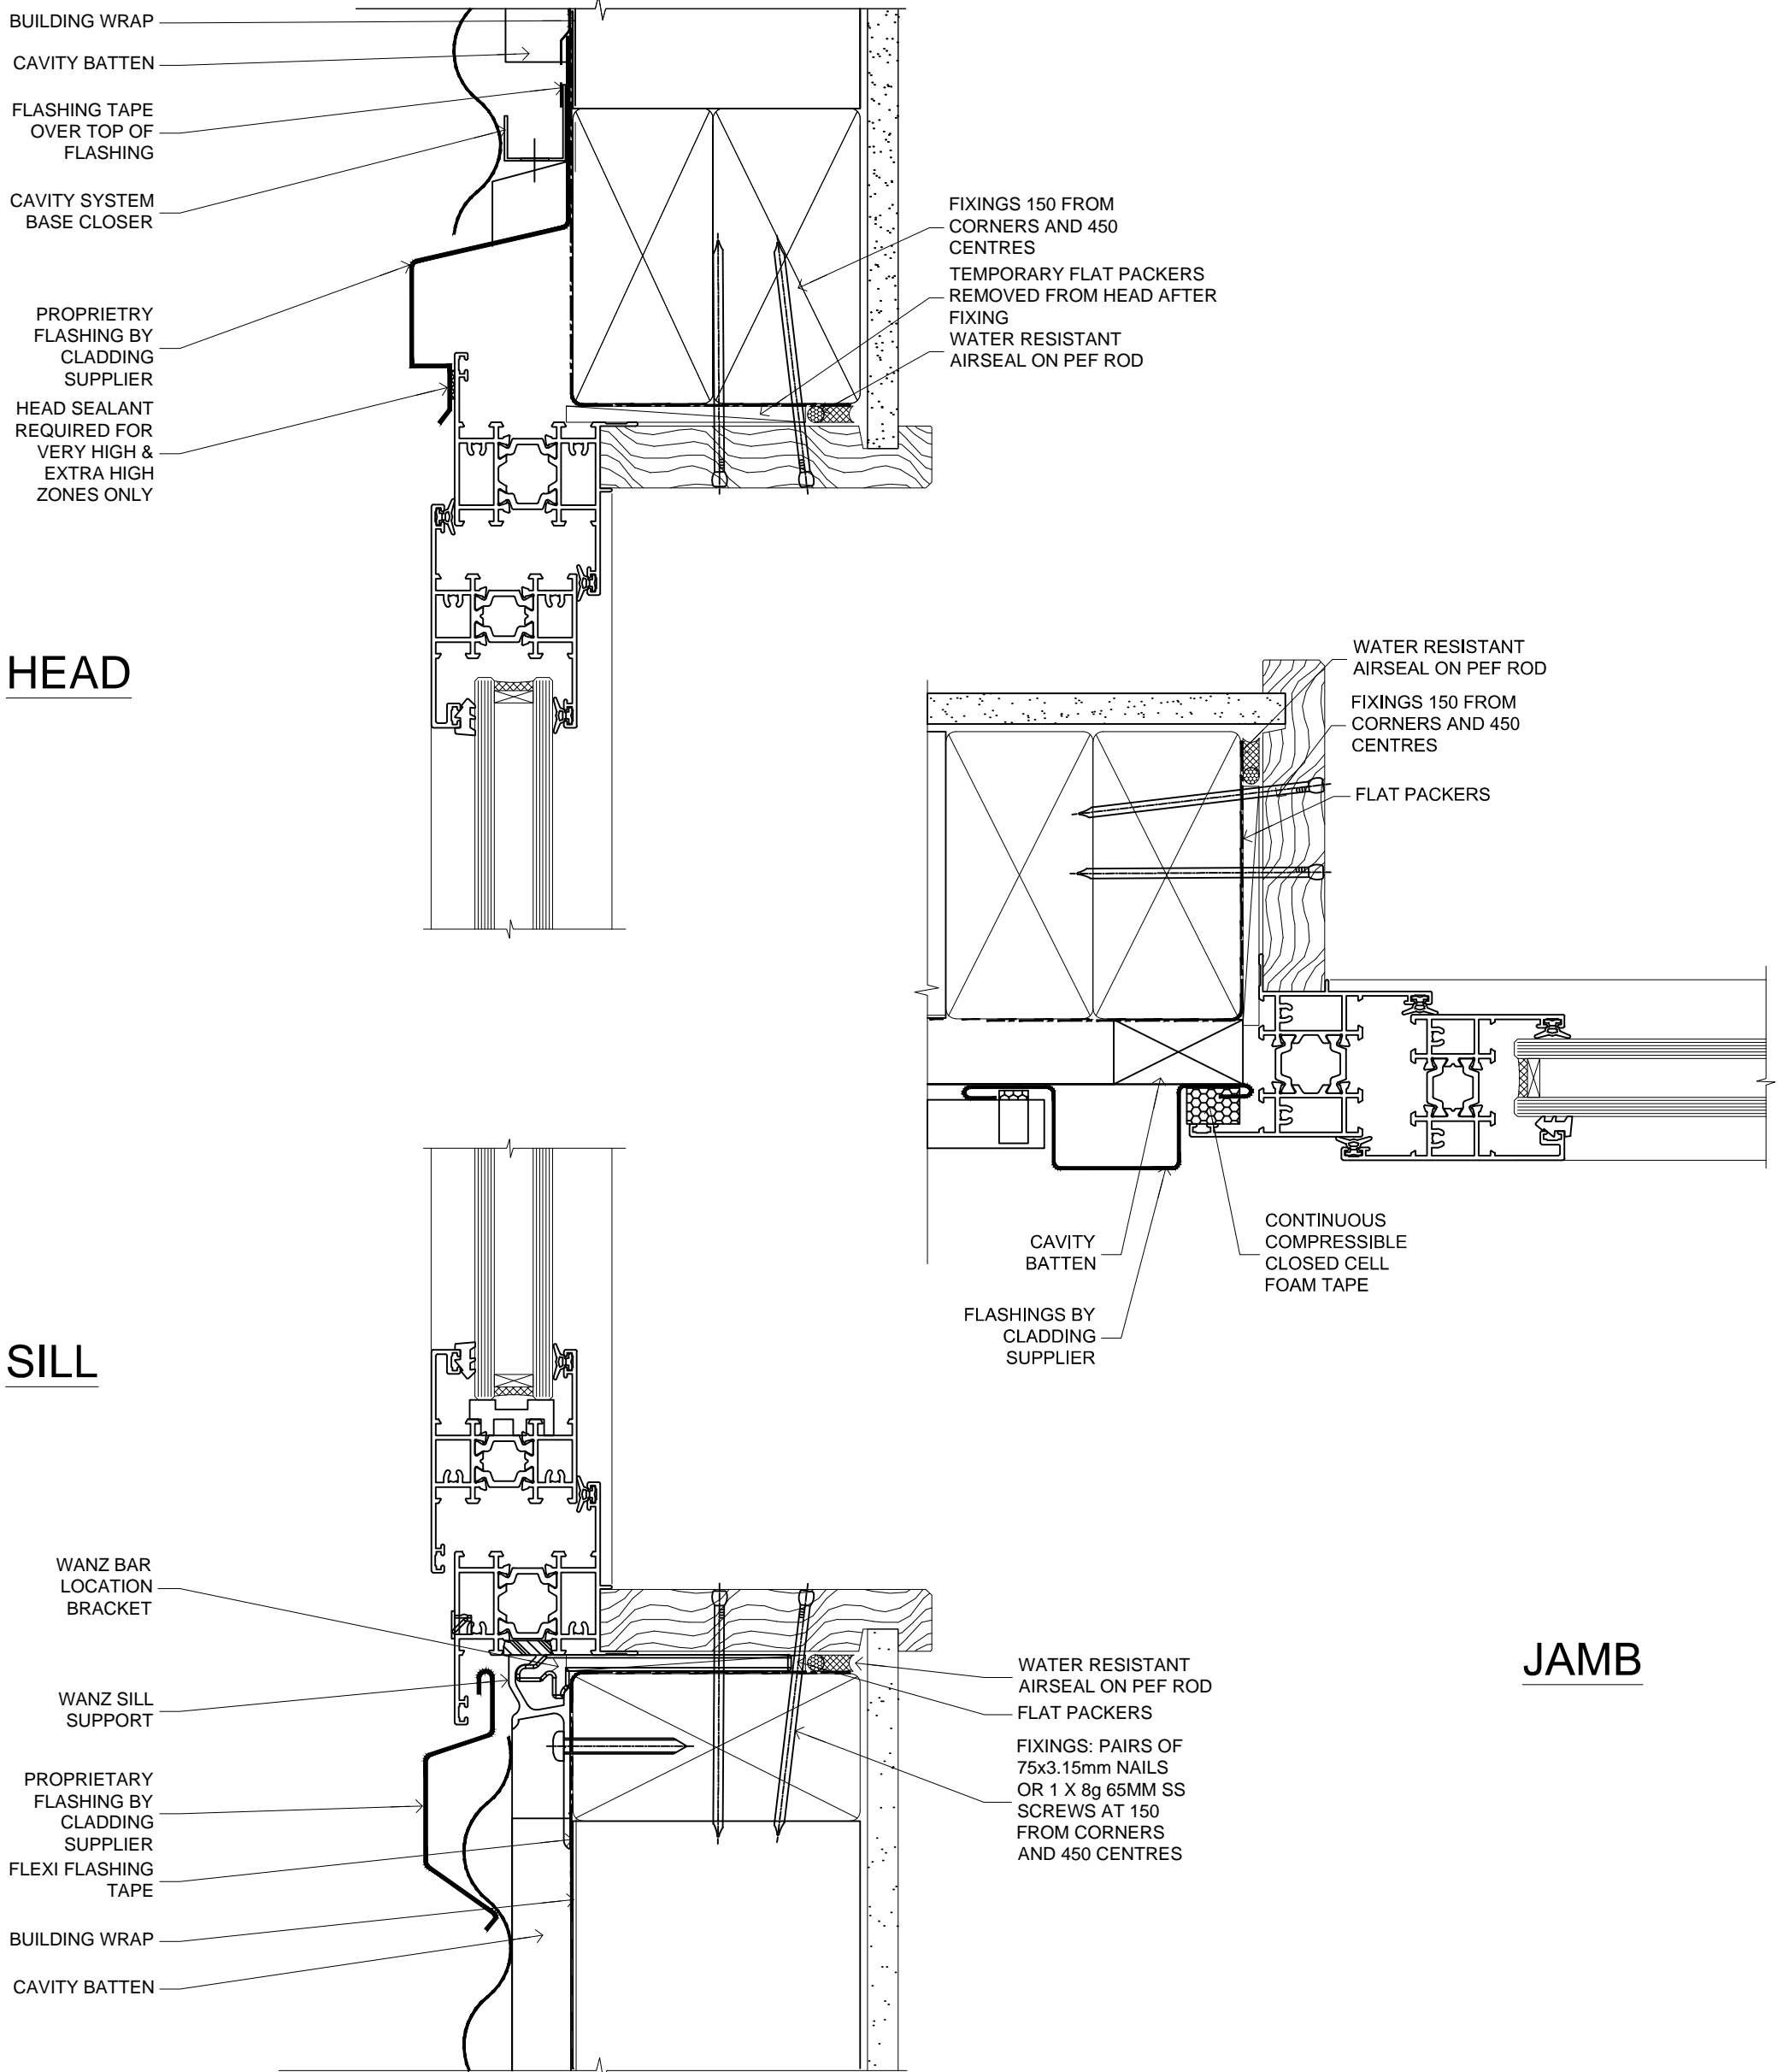 BUILDING WRAP
CAVITY BATTEN
FLASHING TAPE
OVER TOP OF
FLASHING
CAVITY SYSTEM
BASE CLOSER
PROPRIETRY
FLASHING BY
CLADDING
SUPPLIER
HEAD SEALANT
REQUIRED FOR
VERY HIGH &
EXTRA HIGH
ZONES ONLY
FIXINGS 150 FROM
CORNERS AND 450
CENTRES
TEMPORARY FLAT PACKERS
REMOVED FROM HEAD AFTER
FIXING
WATER RESISTANT
AIRSEAL ON PEF ROD
HEAD
WATER RESISTANT
AIRSEAL ON PEF ROD
FIXINGS 150 FROM
CORNERS AND 450
CENTRES
FLAT PACKERS
CAVITY
BATTEN
CONTINUOUS
COMPRESSIBLE
CLOSED CELL
FOAM TAPE
FLASHINGS BY
CLADDING
SUPPLIER
SILL
WANZ BAR
LOCATION
BRACKET
WANZ SILL
SUPPORT
PROPRIETARY
FLASHING BY
CLADDING
SUPPLIER
FLEXI FLASHING
TAPE
BUILDING WRAP
CAVITY BATTEN
WATER RESISTANT
AIRSEAL ON PEF ROD
FLAT PACKERS
FIXINGS: PAIRS OF
75x3.15mm NAILS
OR 1 X 8g 65MM SS
SCREWS AT 150
FROM CORNERS
AND 450 CENTRES
JAMB